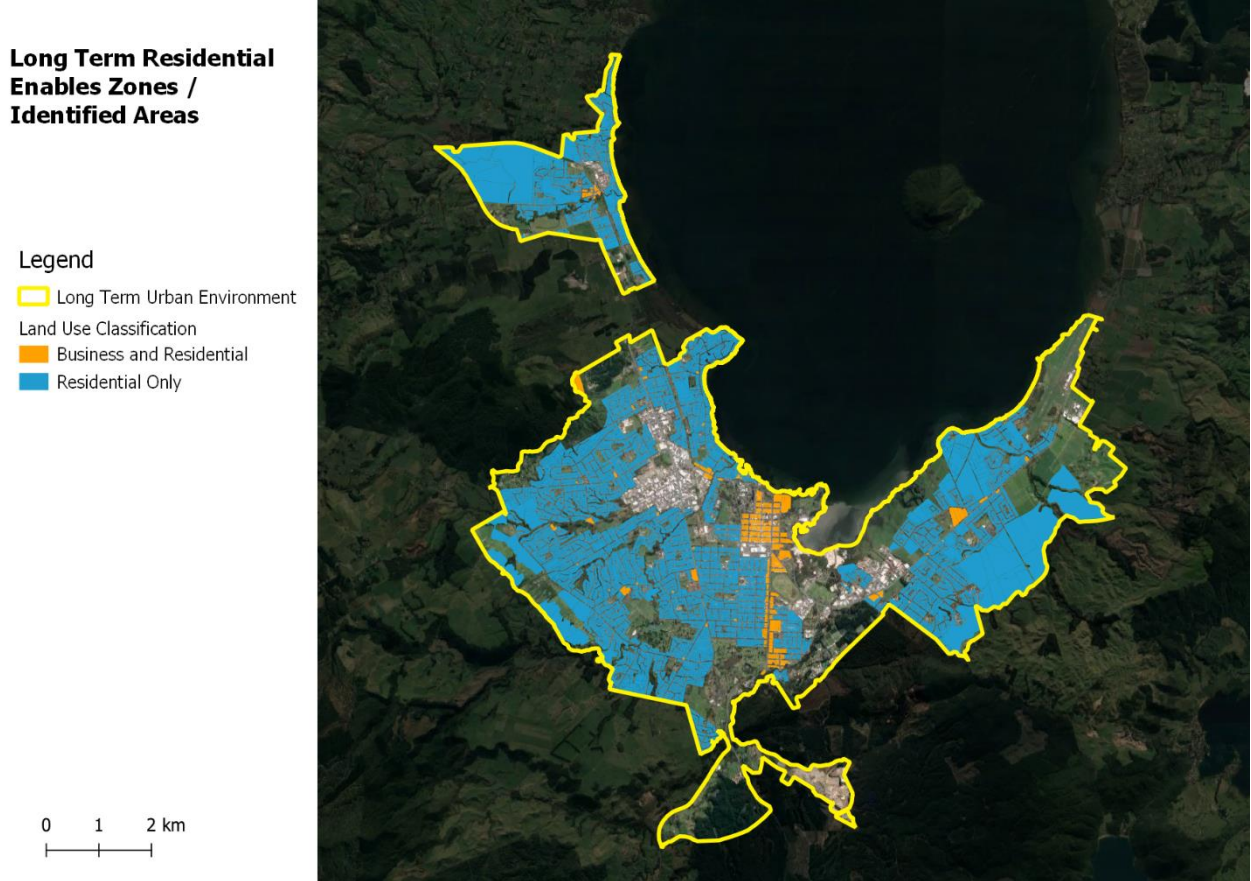 Long Term Residential
Enables Zones /
Identified Areas
Legend
Long Term Urban Environment
Land Use Classification
Business and Residential
Residential Only
0 1 2 km